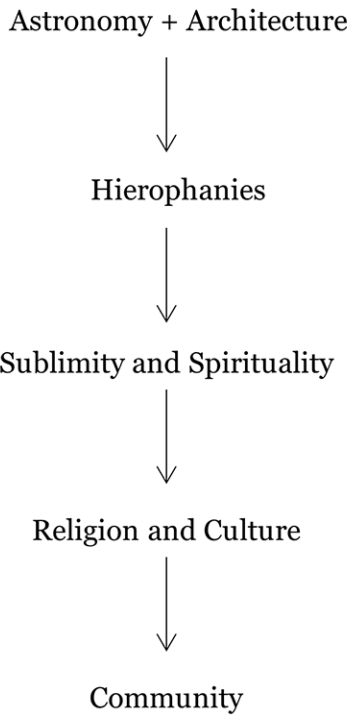 Astronomy + Architecture
Hierophanies
Sublimity and Spirituality
Religion and Culture
Community